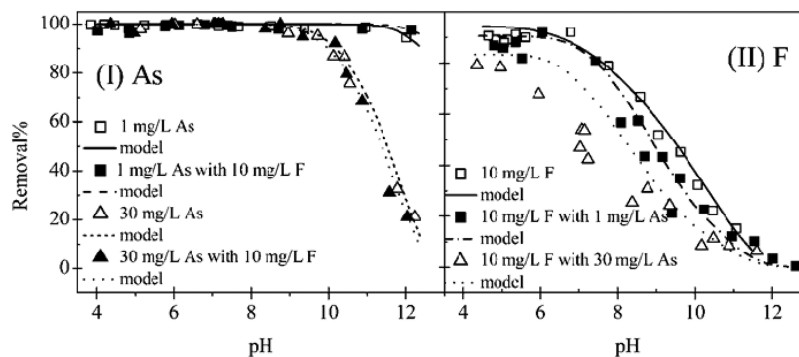 100
80
60
40
20
0
Removal%
(I) As
1 mg/L As
model
1 mg/L As with 10 mg/L F
model
30 mg/L As
model
30 mg/L As with 10 mg/L F
model
4 6 8 10 12
pH
(II) F
10 mg/L F
model
10 mg/L F with 1 mg/L As
model
10 mg/L F with 30 mg/L As
model
4 6 8 10 12
pH